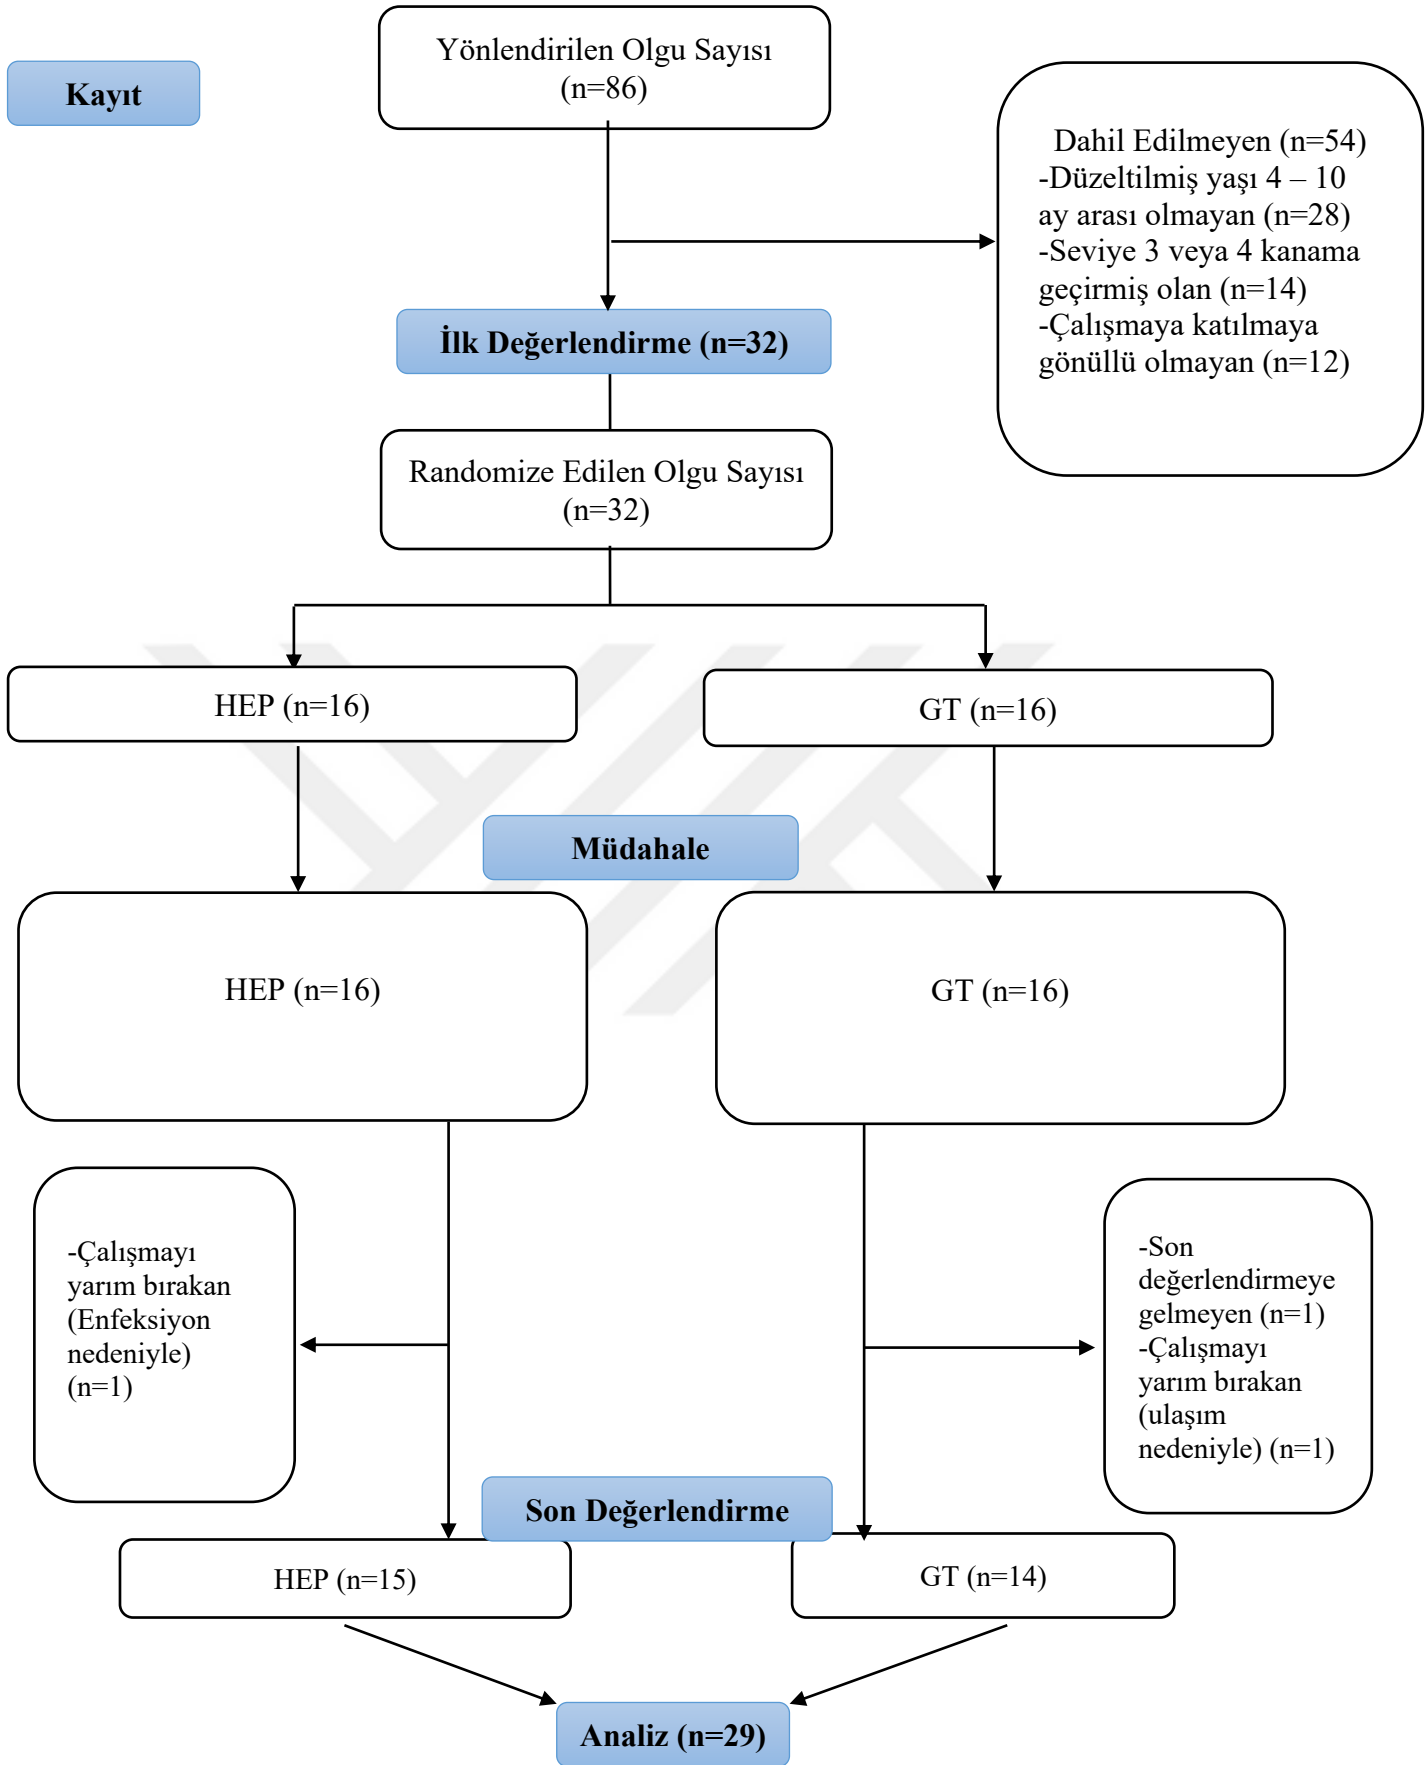 Yönlendirilen Olgu Sayısı
(n=86)
Kayıt
Dahil Edilmeyen (n=54)
-Düzeltilmiş yaşı 4 – 10
ay arası olmayan (n=28)
-Seviye 3 veya 4 kanama
geçirmiş olan (n=14)
-Çalışmaya katılmaya
gönüllü olmayan (n=12)
İlk Değerlendirme (n=32)
Randomize Edilen Olgu Sayısı
(n=32)
HEP (n=16)
GT (n=16)
Müdahale
HEP (n=16)
GT (n=16)
-Çalışmayı
yarım bırakan
(Enfeksiyon
nedeniyle)
(n=1)
-Son
değerlendirmeye
gelmeyen (n=1)
-Çalışmayı
yarım bırakan
(ulaşım
nedeniyle) (n=1)
Son Değerlendirme
HEP (n=15)
GT (n=14)
Analiz (n=29)